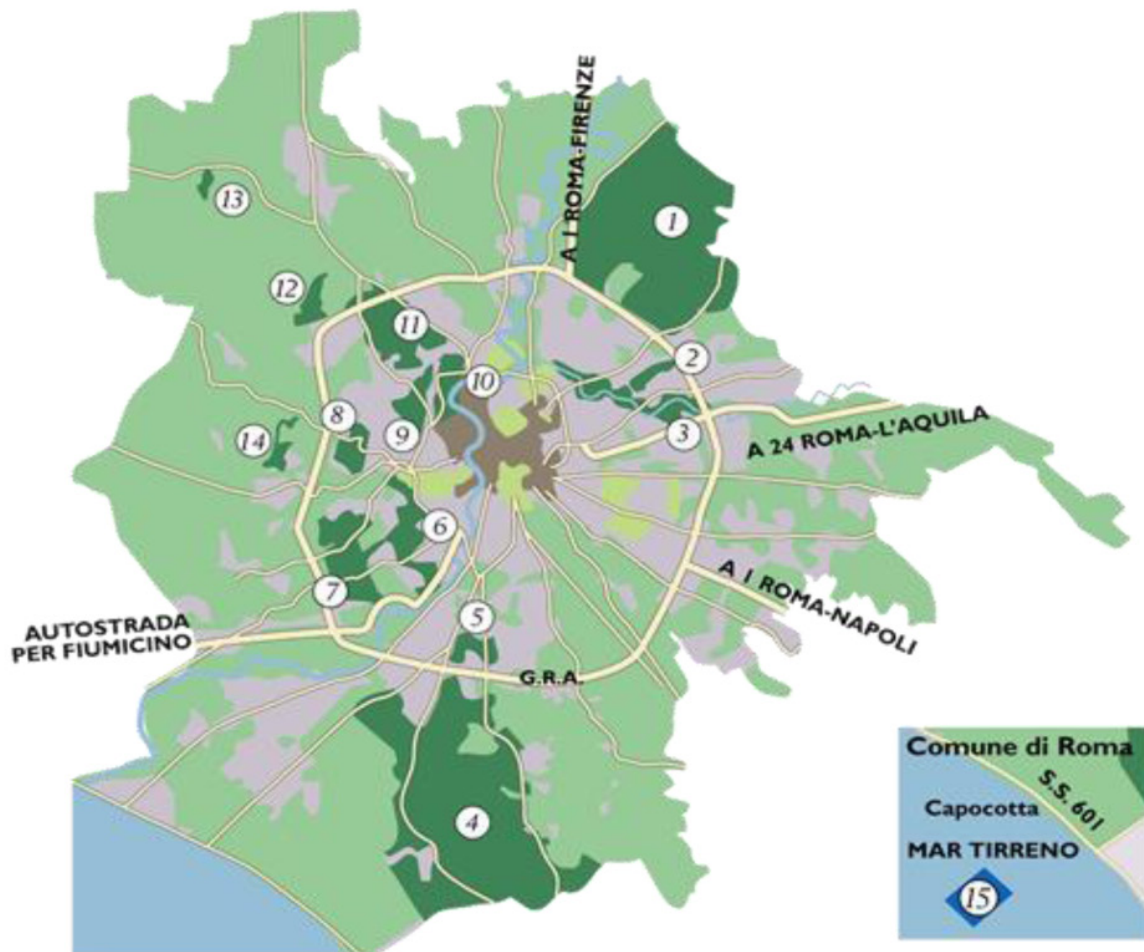 A 1 ROMA-FIRENZE
1
13
12
11
2
10
8
3
A 24 ROMA-L'AQUILA
14
9
6
7
A 1 ROMA-NAPOLI
5
AUTOSTRADA
PER FIUMICINO
G.R.A.
4
Comune di Roma
S.S. 601
Capocotta
MAR TIRRENO
15